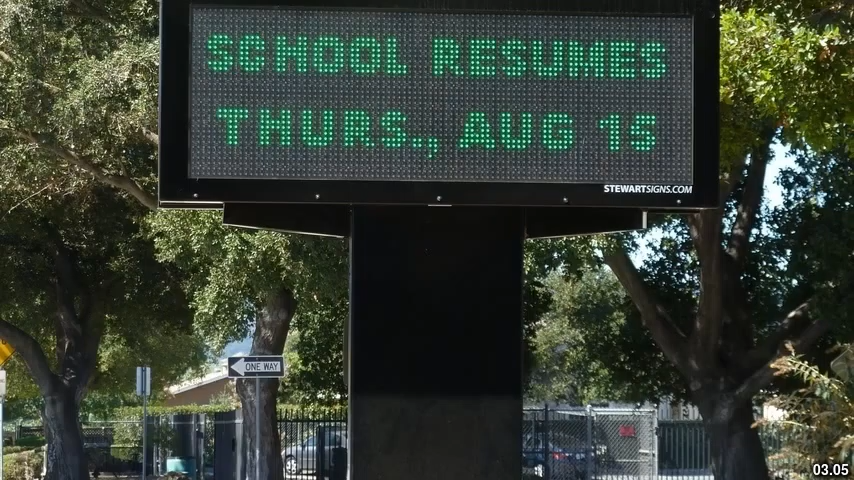 SCHOOL RESUMES
THURS., AUG 15
STEWARTSIGNS.COM
ONE WAY
03.05